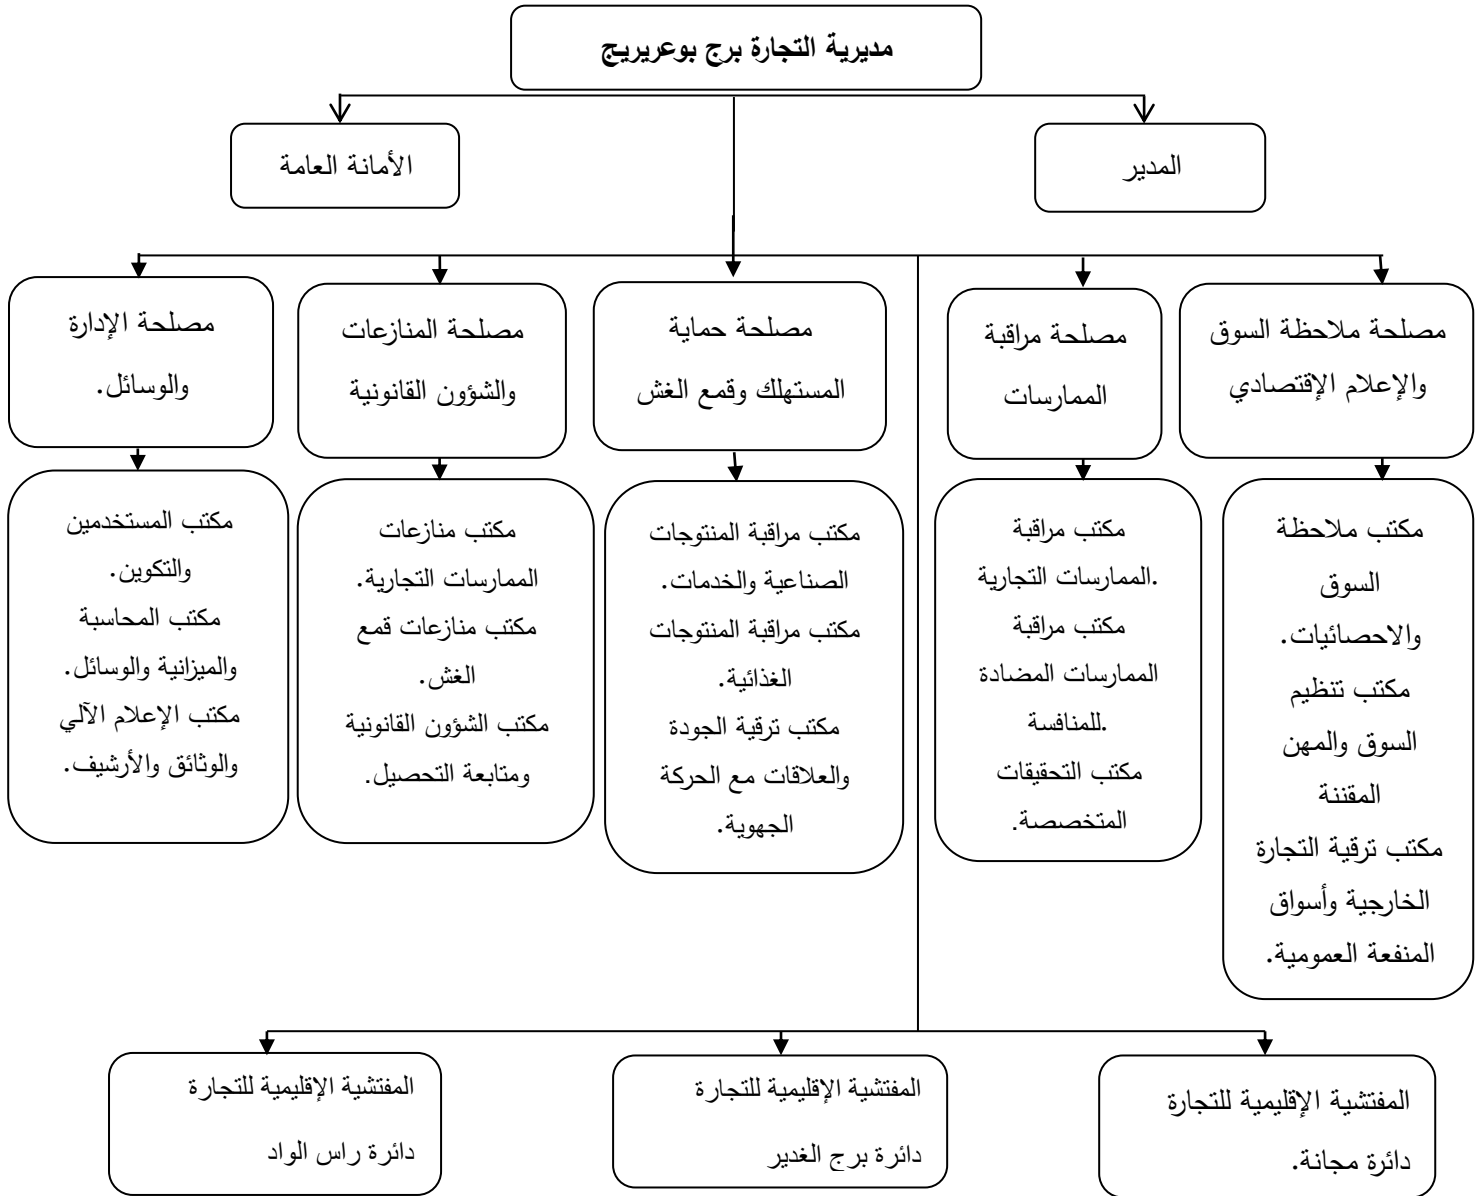 مديرية التجارة برج بوعريريج
المدير
الأمانة العامة
مصلحة ملاحظة السوق
والإعلام الإقتصادي
مصلحة مراقبة
الممارسات
مصلحة حماية
المستهلك وقمع الغش
مصلحة المنازعات
والشؤون القانونية
مصلحة الإدارة
والوسائل.
مكتب ملاحظة
السوق
والاحصائيات.
مكتب تنظيم
السوق والمهن
المقننة
مكتب ترقية التجارة
الخارجية وأسواق
المنفعة العمومية.
مكتب مراقبة
.الممارسات التجارية
مكتب مراقبة
الممارسات المضادة
.للمنافسة
مكتب التحقيقات
المتخصصة.
مكتب مراقبة المنتوجات
الصناعية والخدمات.
مكتب مراقبة المنتوجات
الغذائية.
مكتب ترقية الجودة
والعلاقات مع الحركة
الجهوية.
مكتب منازعات
الممارسات التجارية.
مكتب منازعات قمع
الغش.
مكتب الشؤون القانونية
ومتابعة التحصيل.
مكتب المستخدمين
والتكوين.
مكتب المحاسبة
والميزانية والوسائل.
مكتب الإعلام الآلي
والوثائق والأرشيف.
المفتشية الإقليمية للتجارة
دائرة مجانة.
المفتشية الإقليمية للتجارة
دائرة برج الغدير
المفتشية الإقليمية للتجارة
دائرة راس الواد